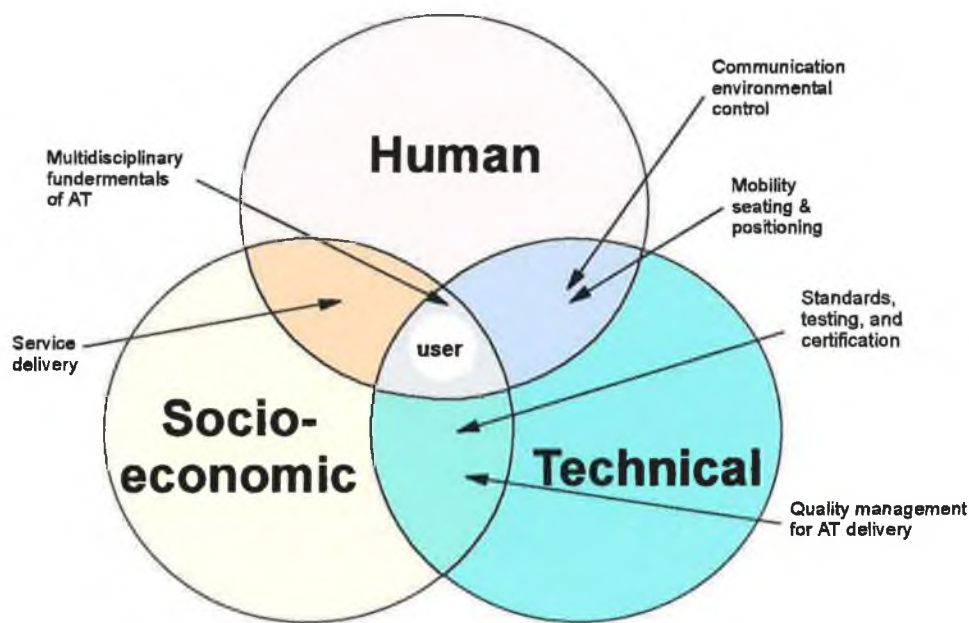 Communication
environmental
control
Human
Multidisciplinary
fundermentals
of AT
Mobility
seating &
positioning
Standards,
testing, and
certification
Service
delivery
user
Socio-
economic
Technical
Quality management
for AT delivery